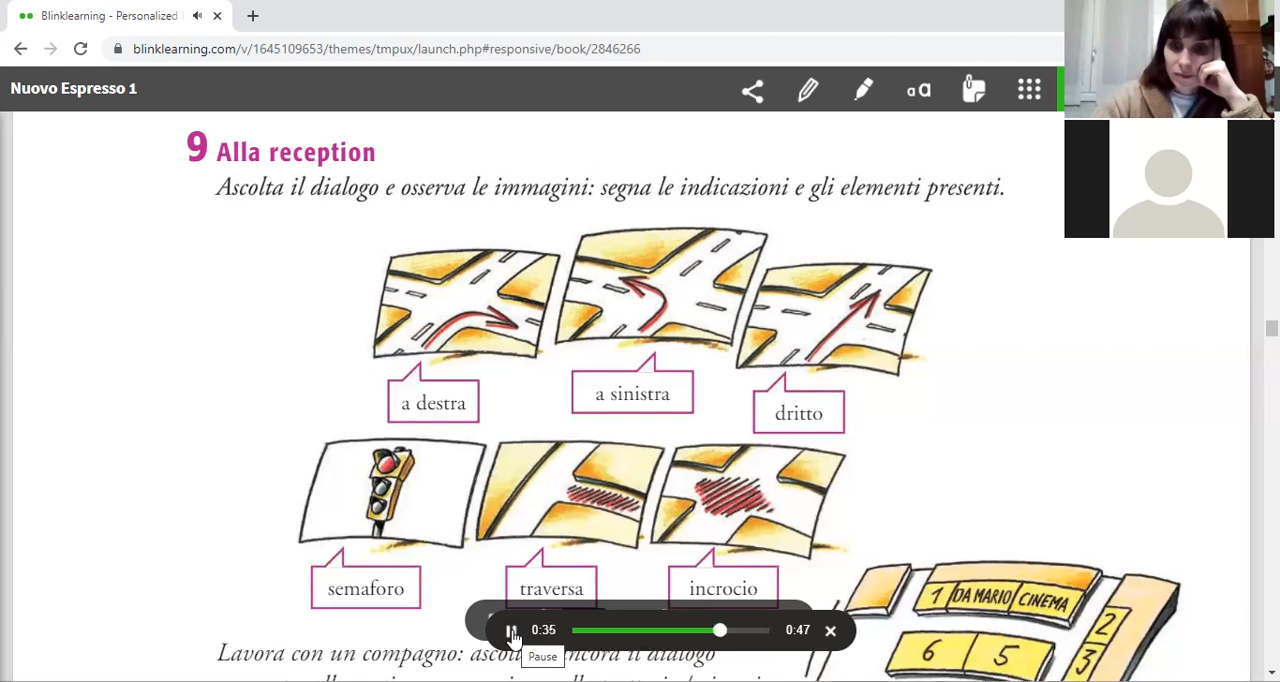 Blinklearning - Personalized
blinklearning.com/v/1645109653/themes/tmpux/launch.php#responsive/book/2846266
Nuovo Espresso 1
aa
9 Alla reception
Ascolta il dialogo e osserva le immagini: segna le indicazioni e gli elementi presenti.
a destra
a sinistra
dritto
semaforo
traversa
incrocio
1 DA MARIO CINEMA
2
3
6 5
0:35
0:47
Pause
Lavora con un compagno: ancora il dialogo